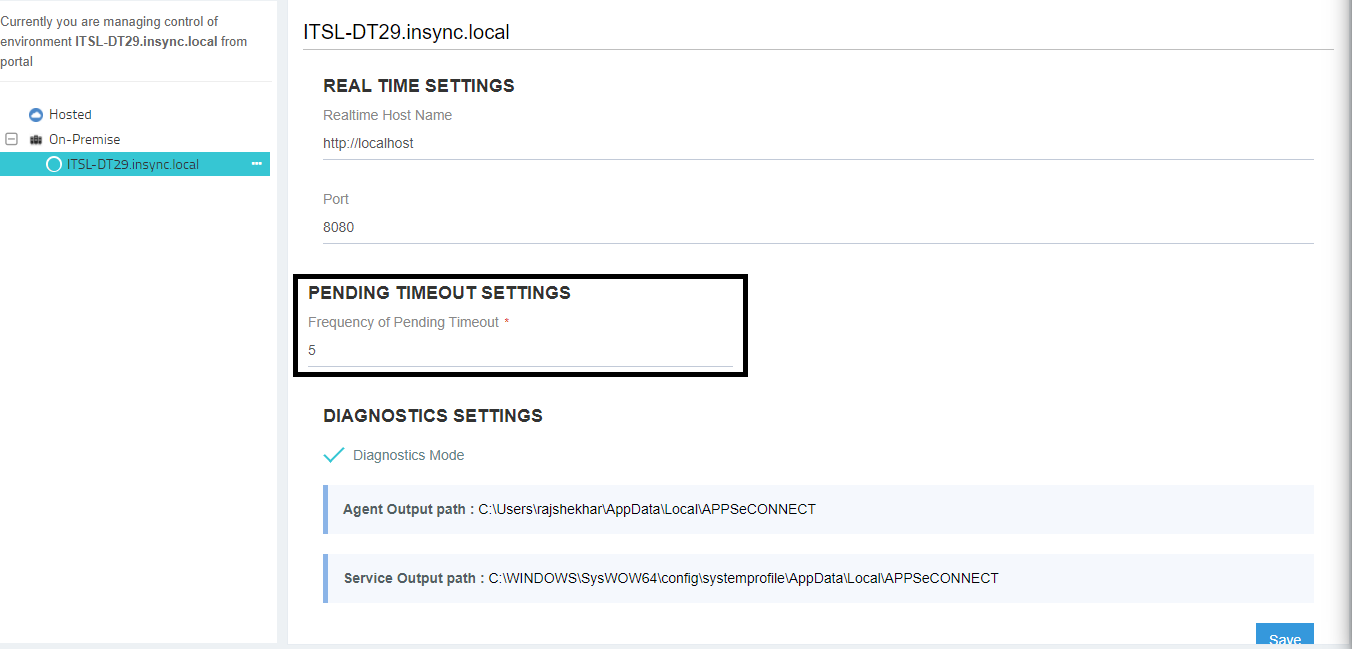 Currently you are managing control of
environment ITSL-DT29.insync.local from
portal
Hosted
On-Premise
ITSL-DT29.insync.local
ITSL-DT29.insync.local
REAL TIME SETTINGS
Realtime Host Name
http://localhost
Port
8080
PENDING TIMEOUT SETTINGS
Frequency of Pending Timeout *
5
DIAGNOSTICS SETTINGS
Diagnostics Mode
Agent Output path : C:\Users\rajshekhar\AppData\Local\APPSeCONNECT
Service Output path : C:\WINDOWS\SysWOW64\config\systemprofile\AppData\Local\APPSeCONNECT
Save